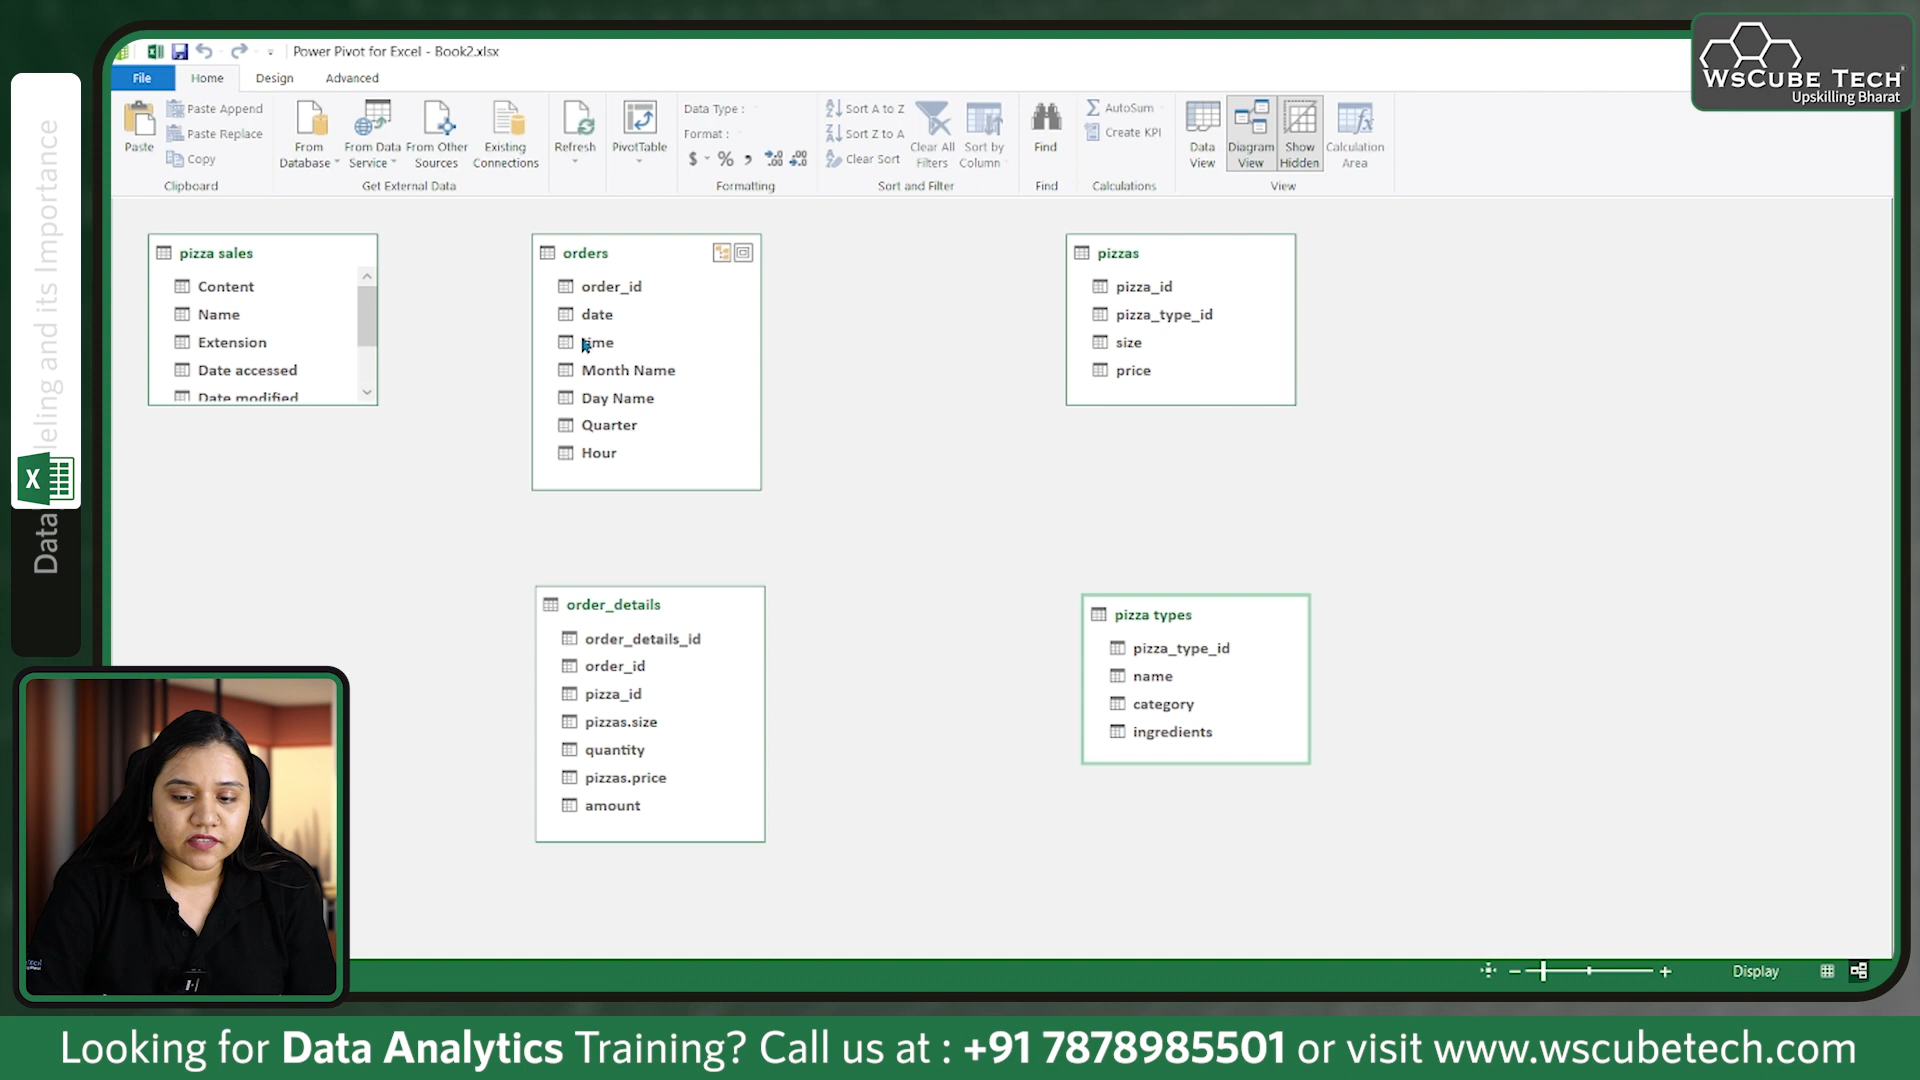 Power Pivot for Excel - Book2.xlsx
File Home Design Advanced
Paste
Paste Append
Paste Replace
Copy
Clipboard
From Database
From Data Service
From Other Sources
Existing Connections
Get External Data
Refresh
PivotTable
Data Type :
Format :
$ % ,
Formatting
Sort A to Z
Sort Z to A
Clear Sort
Clear All Filters
Sort by Column
Sort and Filter
Find
Find
AutoSum
Create KPI
Calculations
Data View
Diagram View
Show Hidden
Calculation Area
View
WsCube Tech
Upskilling Bharat
pizza sales
Content
Name
Extension
Date accessed
Date modified
orders
order_id
date
time
Month Name
Day Name
Quarter
Hour
pizzas
pizza_id
pizza_type_id
size
price
order_details
order_details_id
order_id
pizza_id
pizzas.size
quantity
pizzas.price
amount
pizza types
pizza_type_id
name
category
ingredients
Display
Looking for Data Analytics Training? Call us at : +91 7878985501 or visit www.wscubetech.com